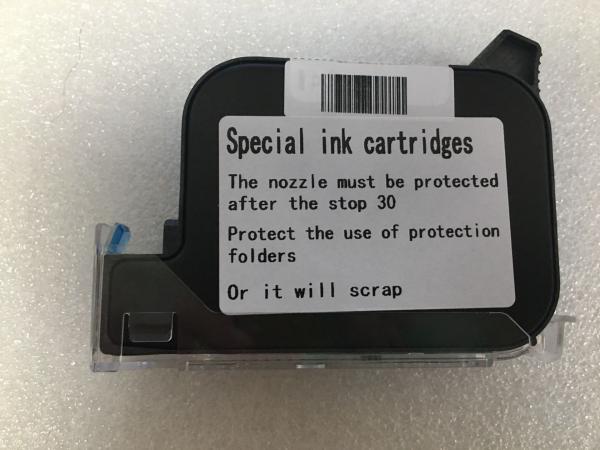 Special ink cartridges
The nozzle must be protected
after the stop 30
Protect the use of protection
folders
Or it will scrap